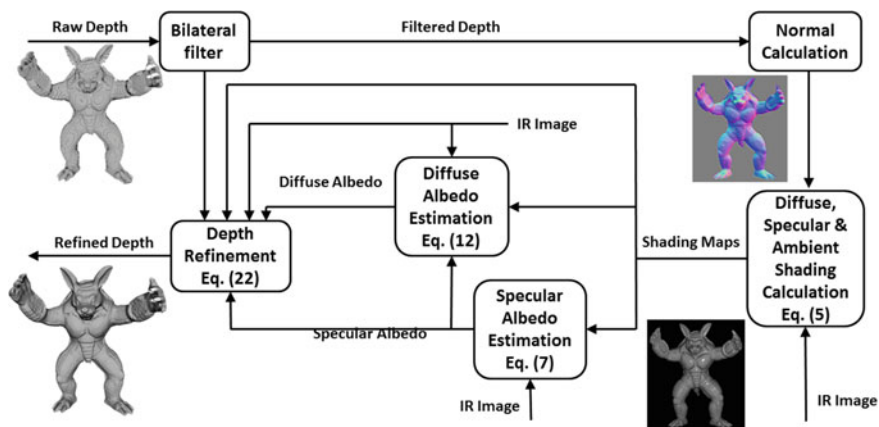 Raw Depth
Bilateral
filter
Filtered Depth
Normal
Calculation
IR Image
Diffuse Albedo
Diffuse
Albedo
Estimation
Eq. (12)
Refined Depth
Depth
Refinement
Eq. (22)
Shading Maps
Diffuse,
Specular &
Ambient
Shading
Calculation
Eq. (5)
Specular Albedo
Specular
Albedo
Estimation
Eq. (7)
IR Image
IR Image